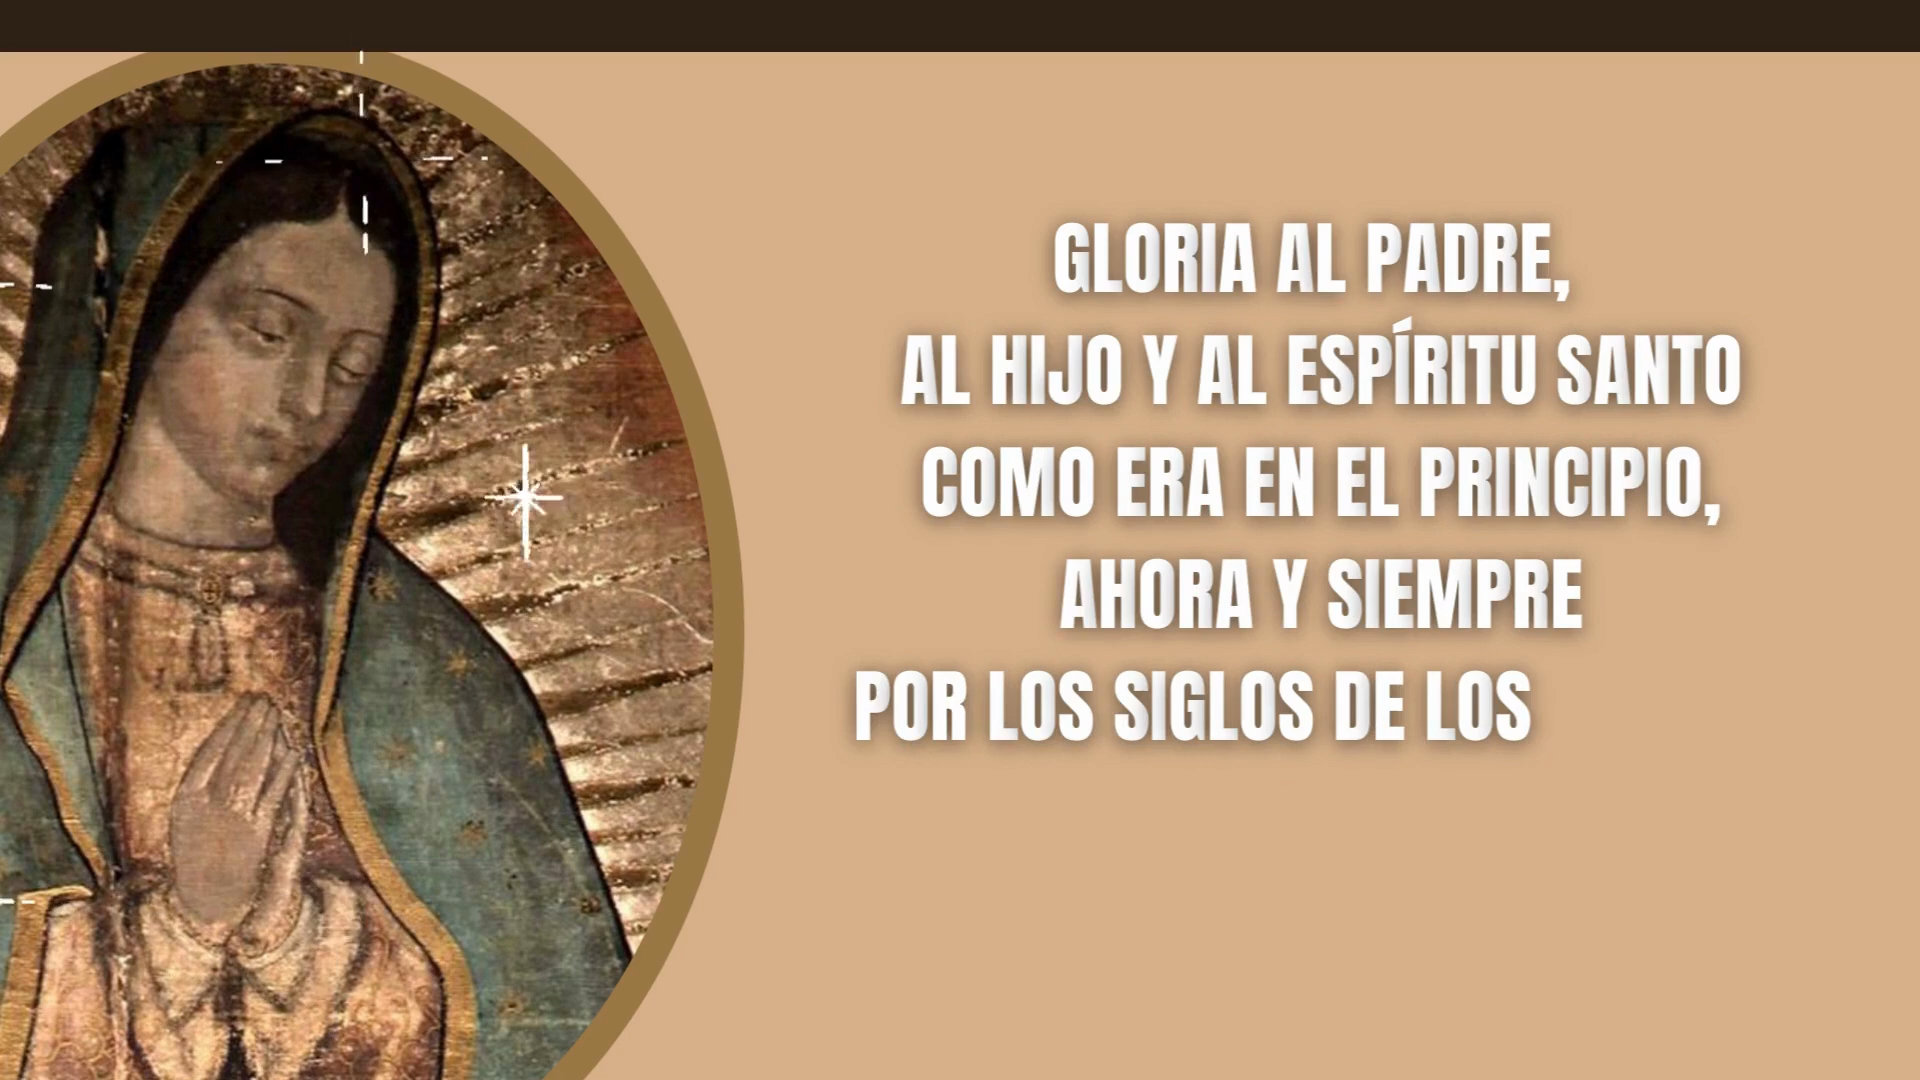 GLORIA AL PADRE,
AL HIJO Y AL ESPÍRITU SANTO
COMO ERA EN EL PRINCIPIO,
AHORA Y SIEMPRE
POR LOS SIGLOS DE LOS